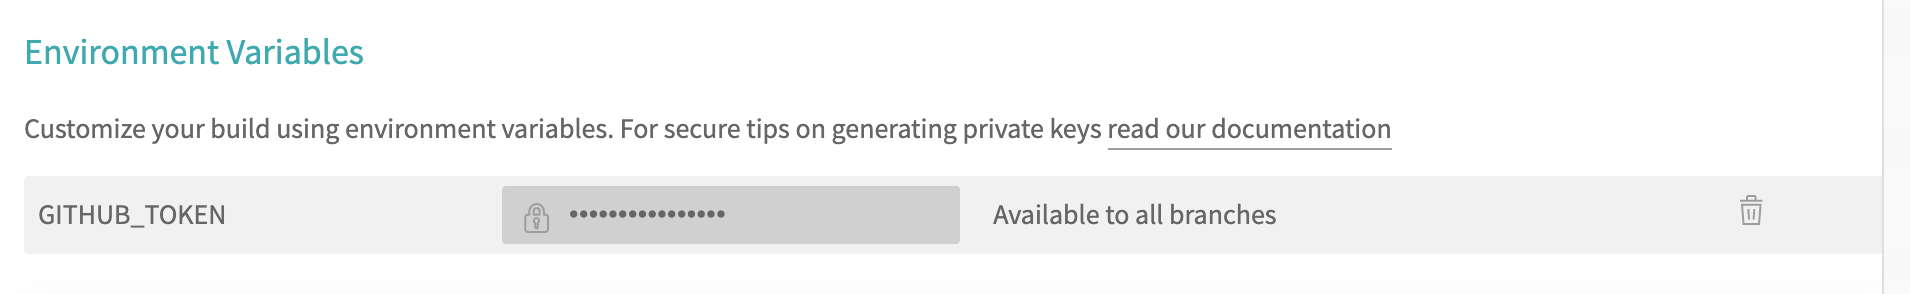 Environment Variables
Customize your build using environment variables. For secure tips on generating private keys read our documentation
GITHUB_TOKEN •••••••••••••••• Available to all branches